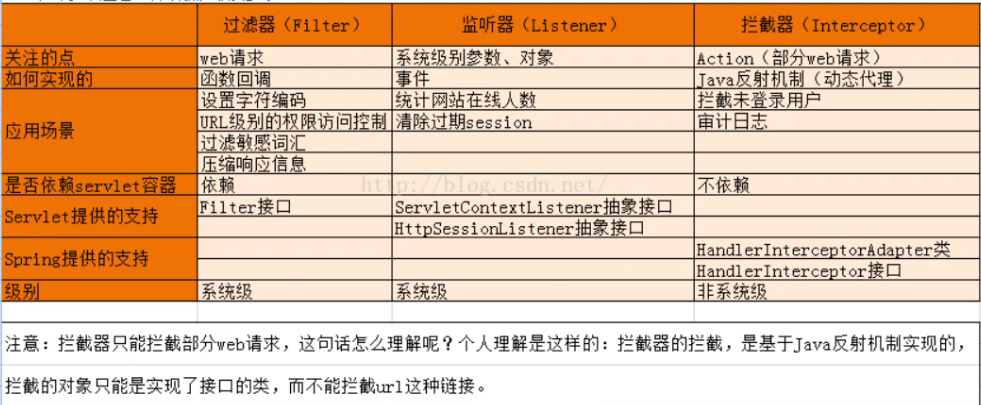 过滤器（Filter） 监听器（Listener） 拦截器（Interceptor）
关注的点 web请求 系统级别参数、对象 Action（部分web请求）
如何实现的 函数回调 事件 Java反射机制（动态代理）
应用场景 设置字符编码 统计网站在线人数 拦截未登录用户
URL级别的权限访问控制 清除过期session 审计日志
过滤敏感词汇
压缩响应信息
是否依赖servlet容器 依赖 不依赖
http://blog.csdn.net/
Servlet提供的支持 Filter接口 ServletContextListener抽象接口
HttpSessionListener抽象接口
Spring提供的支持 HandlerInterceptorAdapter类
HandlerInterceptor接口
级别 系统级 系统级 非系统级
注意：拦截器只能拦截部分web请求，这句话怎么理解呢？个人理解是这样的：拦截器的拦截，是基于Java反射机制实现的，
拦截的对象只能是实现了接口的类，而不能拦截url这种链接。